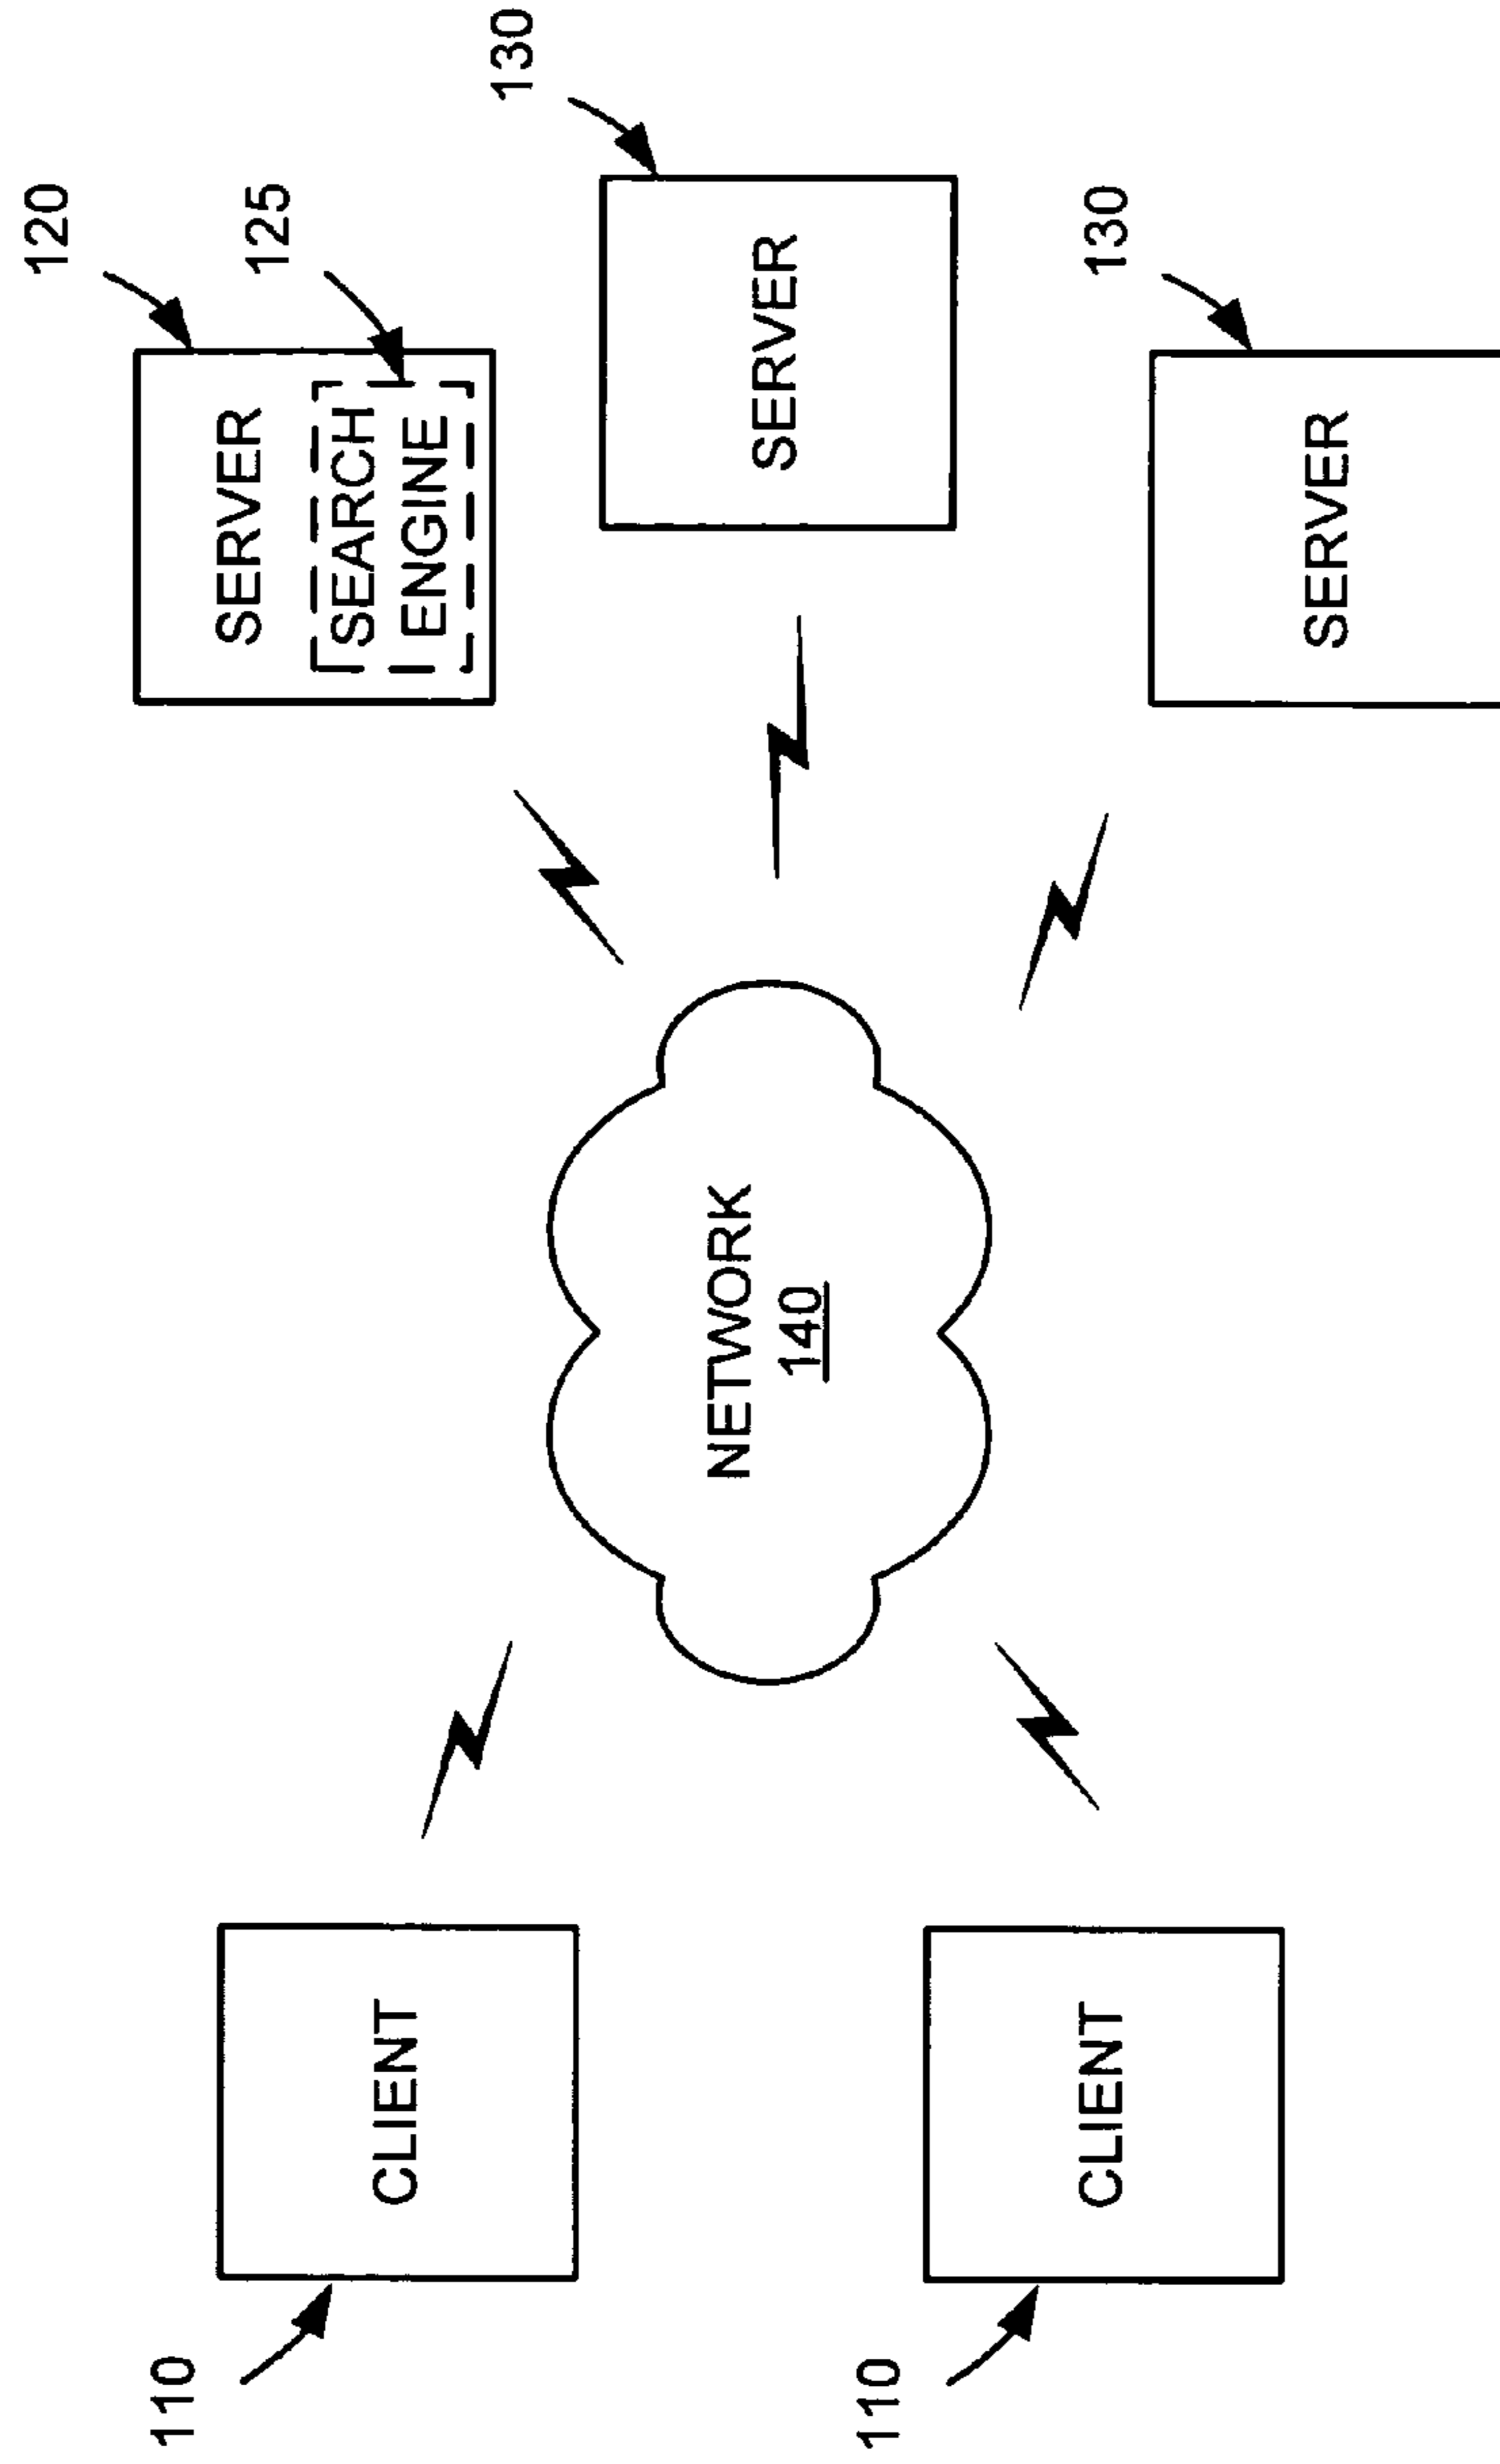 120
110
SERVER
125
SEARCH
ENGINE
CLIENT
130
NETWORK
140
SERVER
110
CLIENT
130
SERVER